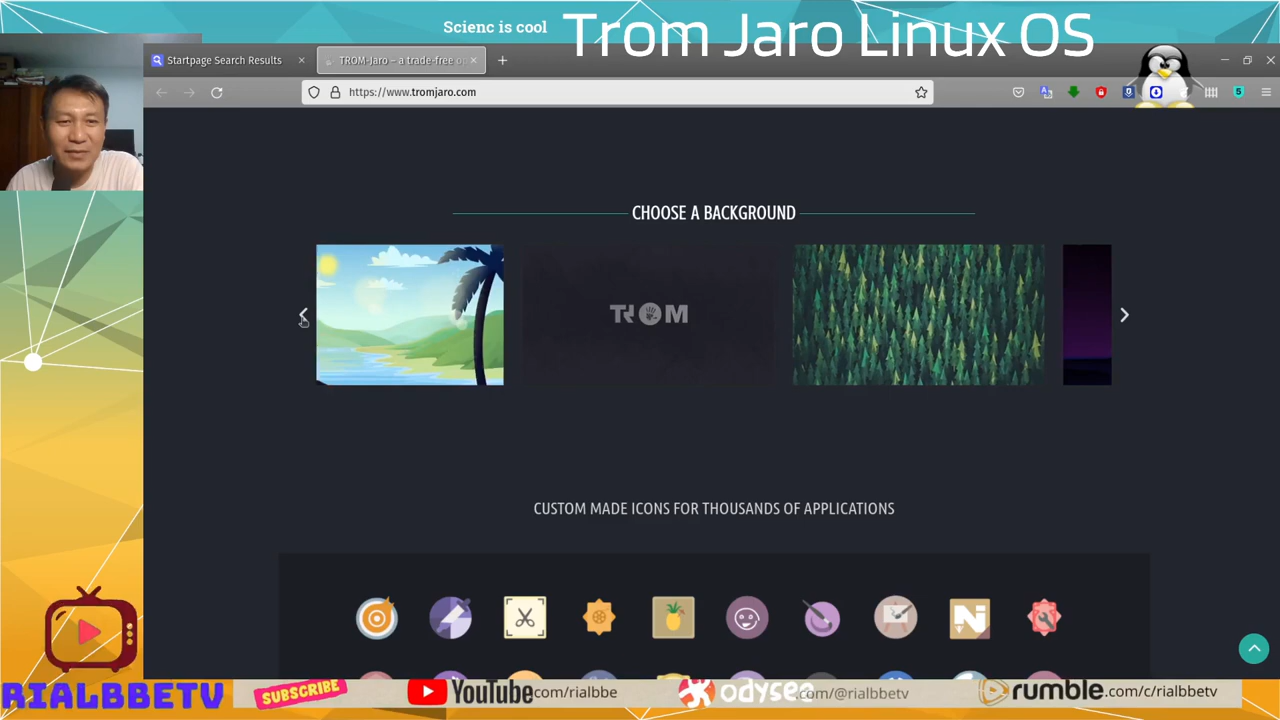 Scienc is cool
Trom Jaro Linux OS
Startpage Search Results
TROM-Jaro – a trade-free o
https://www.tromjaro.com
5
CHOOSE A BACKGROUND
TROM
CUSTOM MADE ICONS FOR THOUSANDS OF APPLICATIONS
N
RIALBBETV
SUBSCRIBE
YouTube.com/rialbbe
odysee.com/@rialbbetv
rumble.com/c/rialbbetv